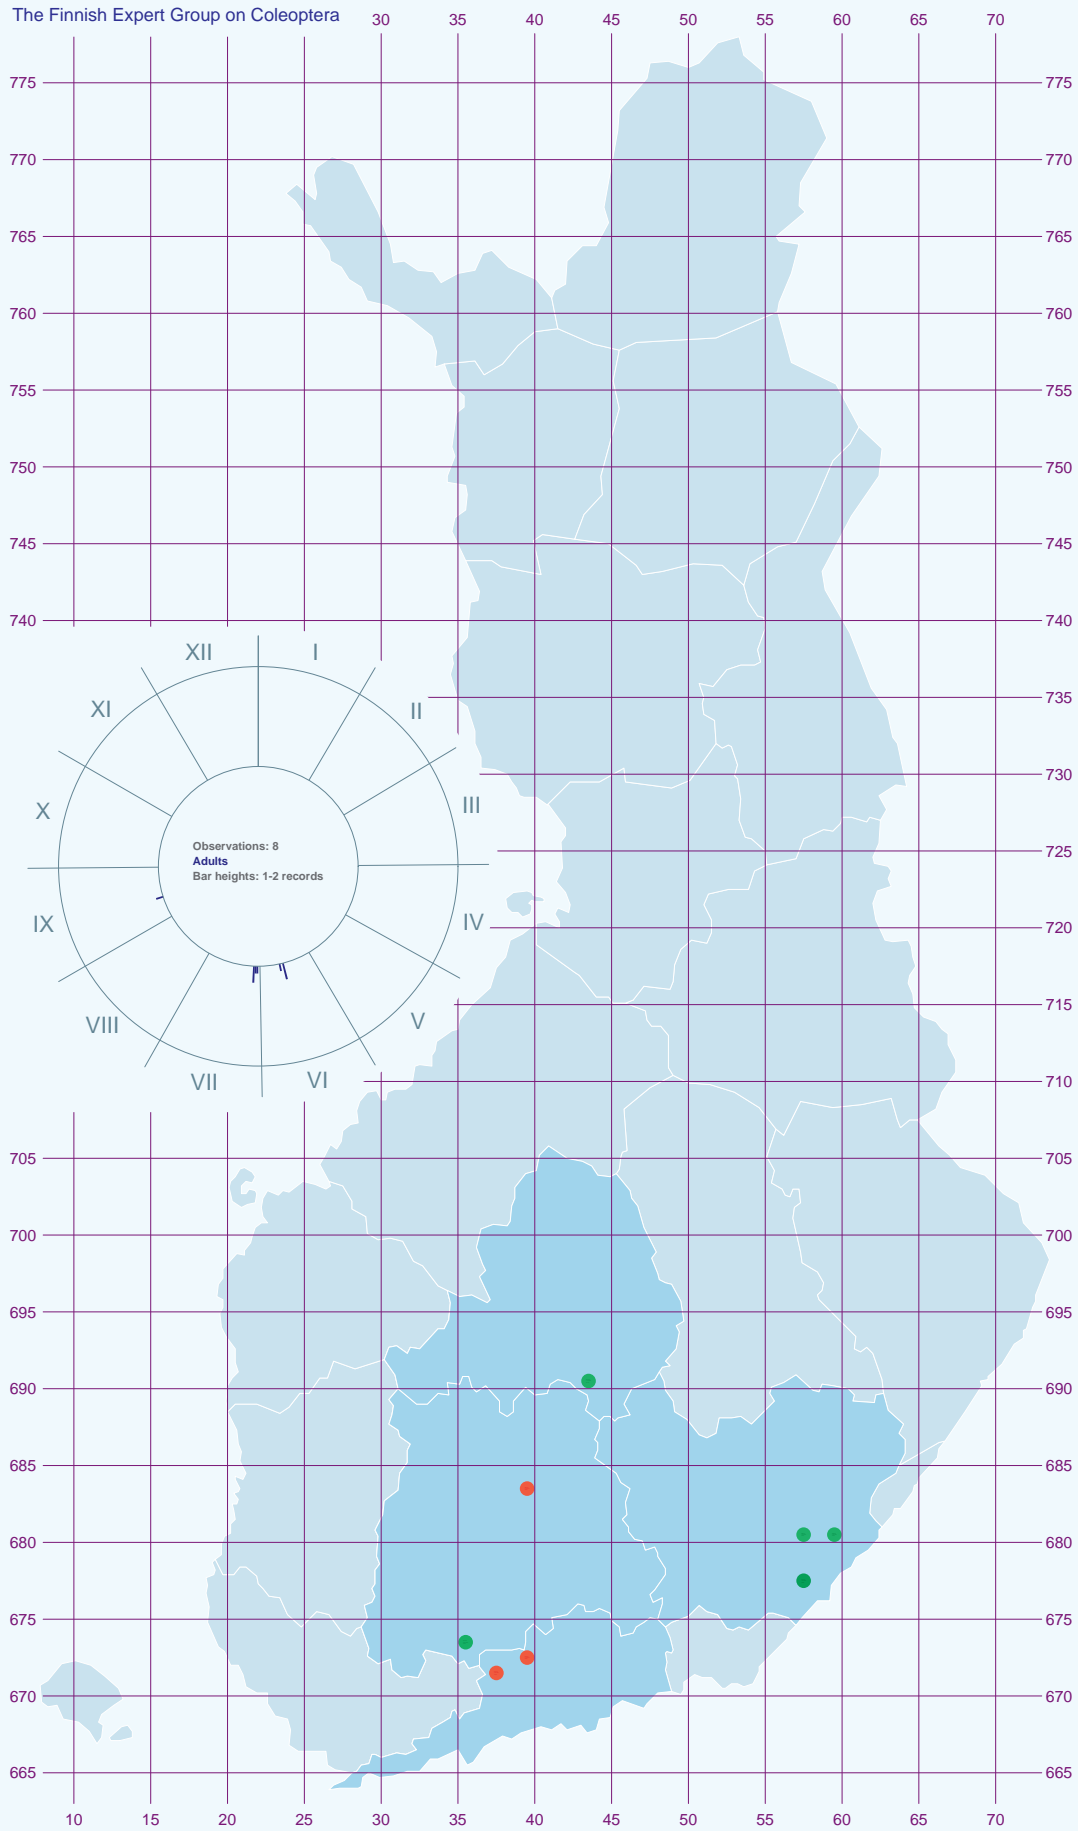 The Finnish Expert Group on Coleoptera
30 35 40 45 50 55 60 65 70
775 775
770 770
765 765
760 760
755 755
750 750
745 745
740 740
XII I
XI II
735
730
X III
725
Observations: 8
Adults
Bar heights: 1-2 records
IX IV
720
715
VIII V
VII VI
710
705 705
700 700
695 695
690 690
685 685
680 680
675 675
670 670
665 665
10 15 20 25 30 35 40 45 50 55 60 65 70